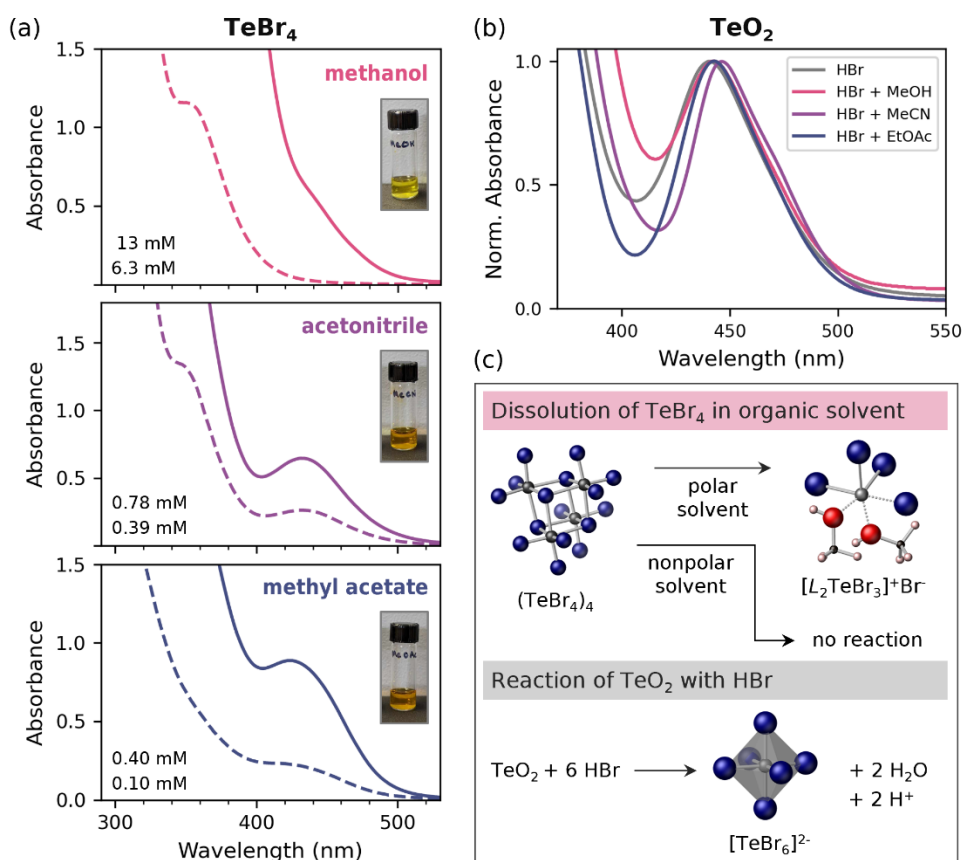 (a)
TeBr₄
methanol
MeOH
Absorbance
1.5
1.0
0.5
13 mM
6.3 mM
acetonitrile
MeCN
Absorbance
1.5
1.0
0.5
0.78 mM
0.39 mM
methyl acetate
MeOAc
Absorbance
1.5
1.0
0.5
0.0
0.40 mM
0.10 mM
300 400 500
Wavelength (nm)
(b)
TeO₂
Norm. Absorbance
1.0
0.5
0.0
HBr
HBr + MeOH
HBr + MeCN
HBr + EtOAc
400 450 500 550
Wavelength (nm)
(c)
Dissolution of TeBr₄ in organic solvent
polar
solvent
nonpolar
solvent
(TeBr₄)₄
[L₂TeBr₃]⁺Br⁻
no reaction
Reaction of TeO₂ with HBr
TeO₂ + 6 HBr
+ 2 H₂O
+ 2 H⁺
[TeBr₆]²⁻